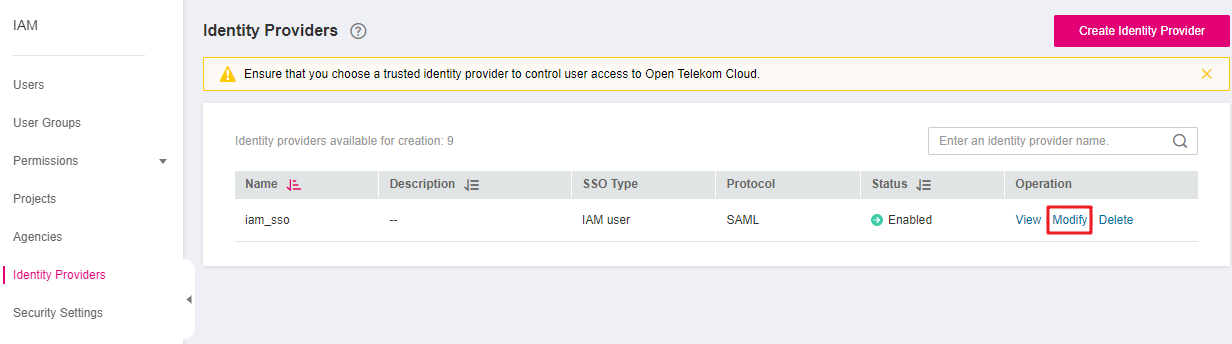 IAM
Users
User Groups
Permissions
Projects
Agencies
Identity Providers
Security Settings
Identity Providers ?
Create Identity Provider
Ensure that you choose a trusted identity provider to control user access to Open Telekom Cloud.
Identity providers available for creation: 9
Enter an identity provider name.
Name Description SSO Type Protocol Status Operation
iam_sso -- IAM user SAML Enabled View Modify Delete